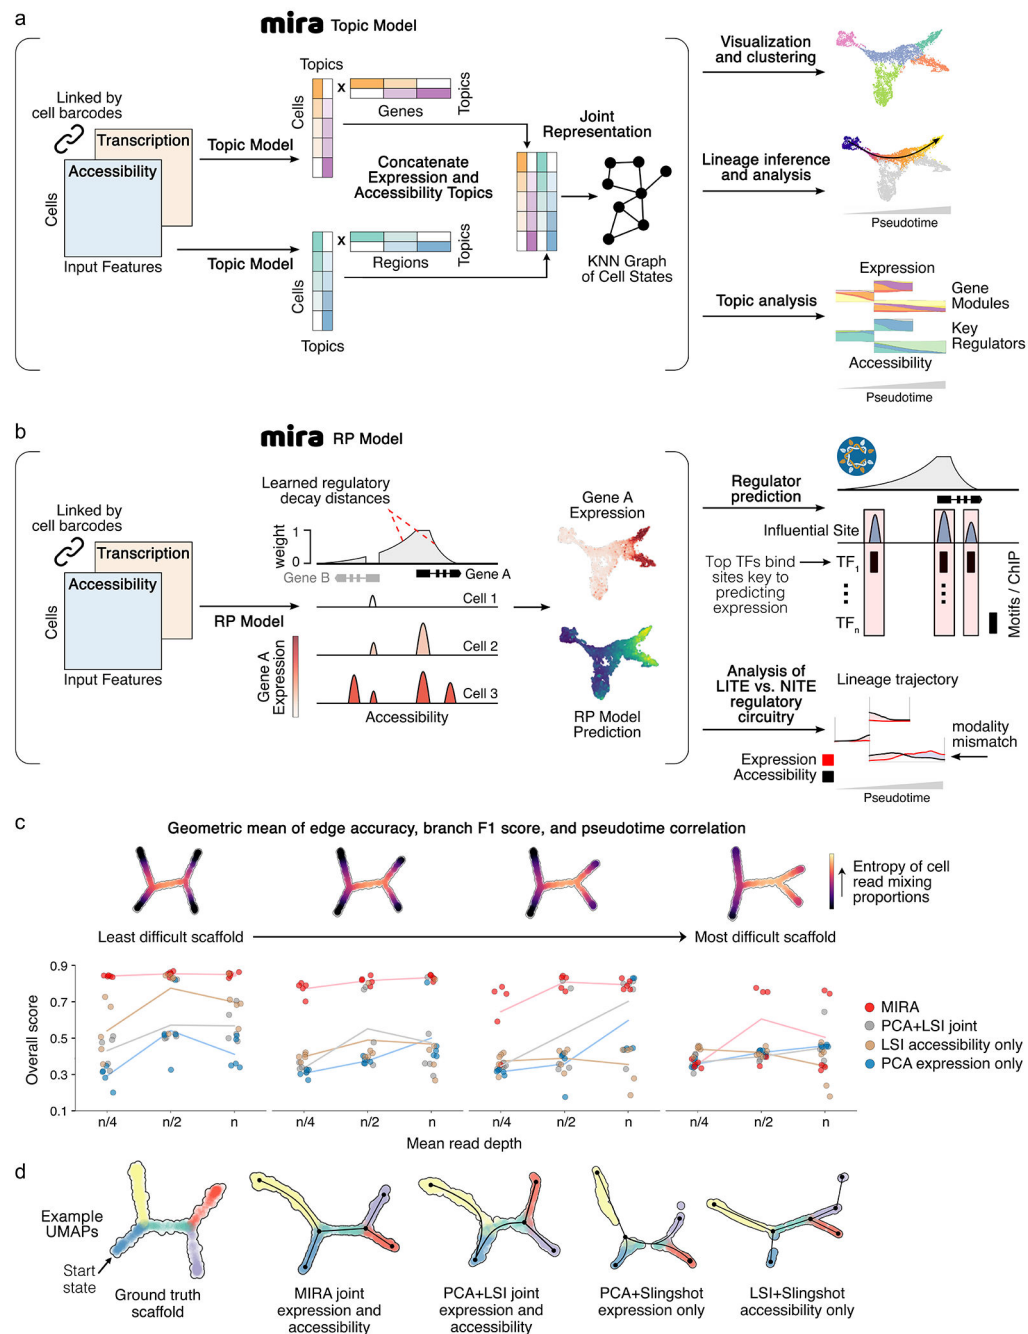 a
mira Topic Model
Topics
Linked by
cell barcodes
Transcription
Accessibility
Cells
Input Features
Topic Model
Topic Model
Cells
x
Genes
Topics
Concatenate
Expression and
Accessibility Topics
Cells
x
Regions
Topics
Topics
Joint
Representation
KNN Graph
of Cell States
Visualization
and clustering
Lineage inference
and analysis
Pseudotime
Topic analysis
Expression
Gene
Modules
Key
Regulators
Accessibility
Pseudotime
b
mira RP Model
Linked by
cell barcodes
Transcription
Accessibility
Cells
Input Features
RP Model
Learned regulatory
decay distances
weight
1
0
Gene B
Gene A
Cell 1
Cell 2
Cell 3
Gene A
Expression
Accessibility
Gene A
Expression
RP Model
Prediction
Regulator
prediction
Influential Site
Top TFs bind
sites key to
predicting
expression
TF1
TFn
Motifs / ChIP
Analysis of
LITE vs. NITE
regulatory
circuitry
Lineage trajectory
modality
mismatch
Expression
Accessibility
Pseudotime
c
Geometric mean of edge accuracy, branch F1 score, and pseudotime correlation
Entropy of cell
read mixing
proportions
Least difficult scaffold
Most difficult scaffold
Overall score
0.9
0.7
0.5
0.3
0.1
n/4 n/2 n n/4 n/2 n n/4 n/2 n n/4 n/2 n
Mean read depth
MIRA
PCA+LSI joint
LSI accessibility only
PCA expression only
d
Example
UMAPs
Start
state
Ground truth
scaffold
MIRA joint
expression and
accessibility
PCA+LSI joint
expression and
accessibility
PCA+Slingshot
expression only
LSI+Slingshot
accessibility only